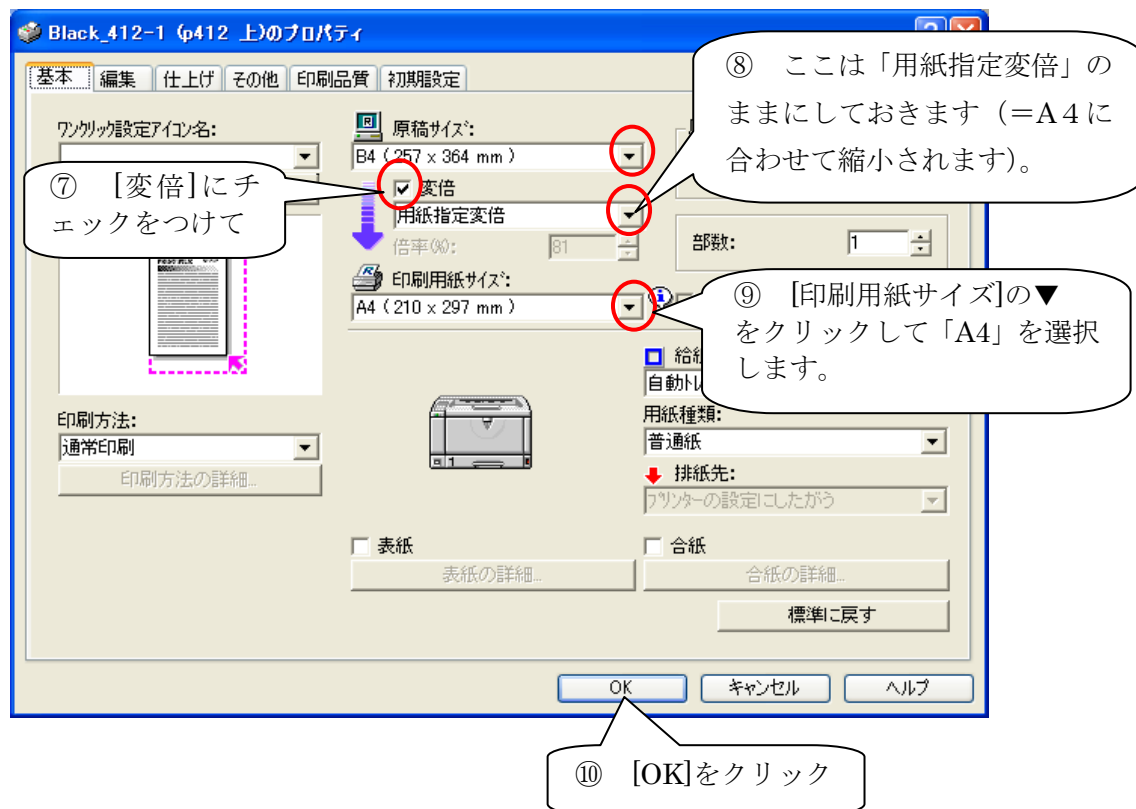 Black_412-1 (p412 上)のプロパティ
基本 編集 仕上げ その他 印刷品質 初期設定
⑧ ここは「用紙指定変倍」の
ままにしておきます（＝A４に
合わせて縮小されます）。
ワンクリック設定アイコン名:
原稿サイズ:
B4 ( 257 x 364 mm )
⑦ [変倍]にチ
ェックをつけて
変倍
用紙指定変倍
倍率(%): 81
部数: 1
印刷用紙サイズ:
A4 ( 210 x 297 mm )
⑨ [印刷用紙サイズ]の▼
をクリックして「A4」を選択
します。
自動トレ
印刷方法:
通常印刷
印刷方法の詳細...
用紙種類:
普通紙
排紙先:
プリンターの設定にしたがう
表紙
表紙の詳細...
合紙
合紙の詳細...
標準に戻す
OK キャンセル ヘルプ
⑩ [OK]をクリック